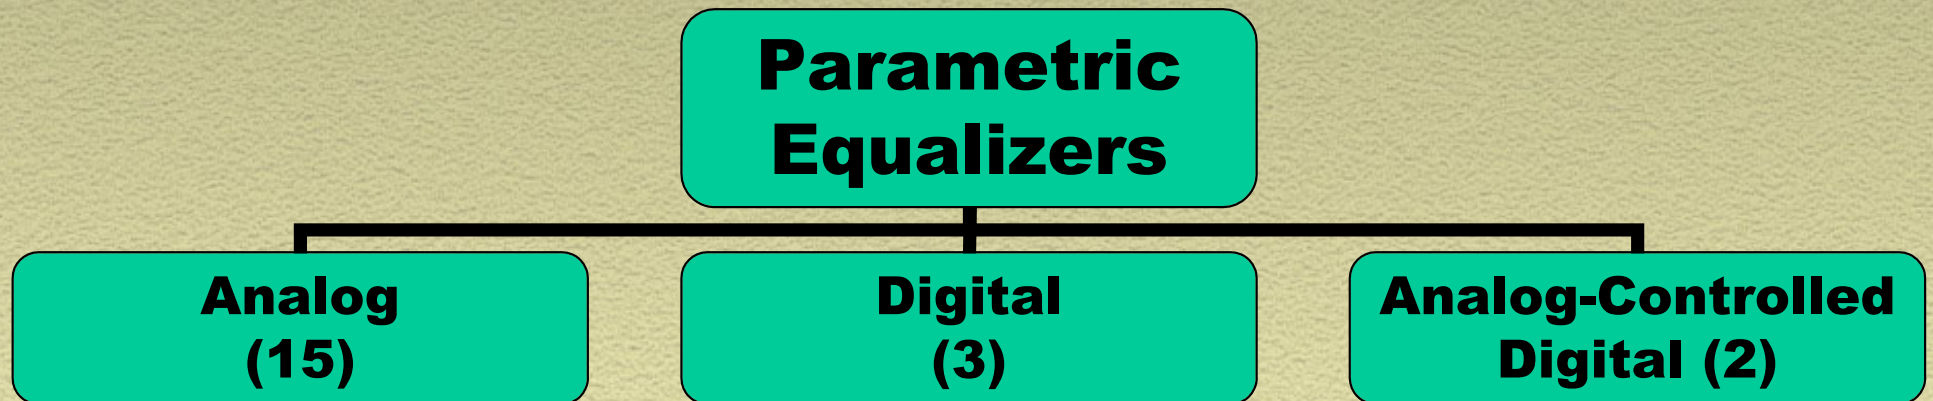 Parametric
Equalizers
Analog
(15)
Digital
(3)
Analog-Controlled
Digital (2)